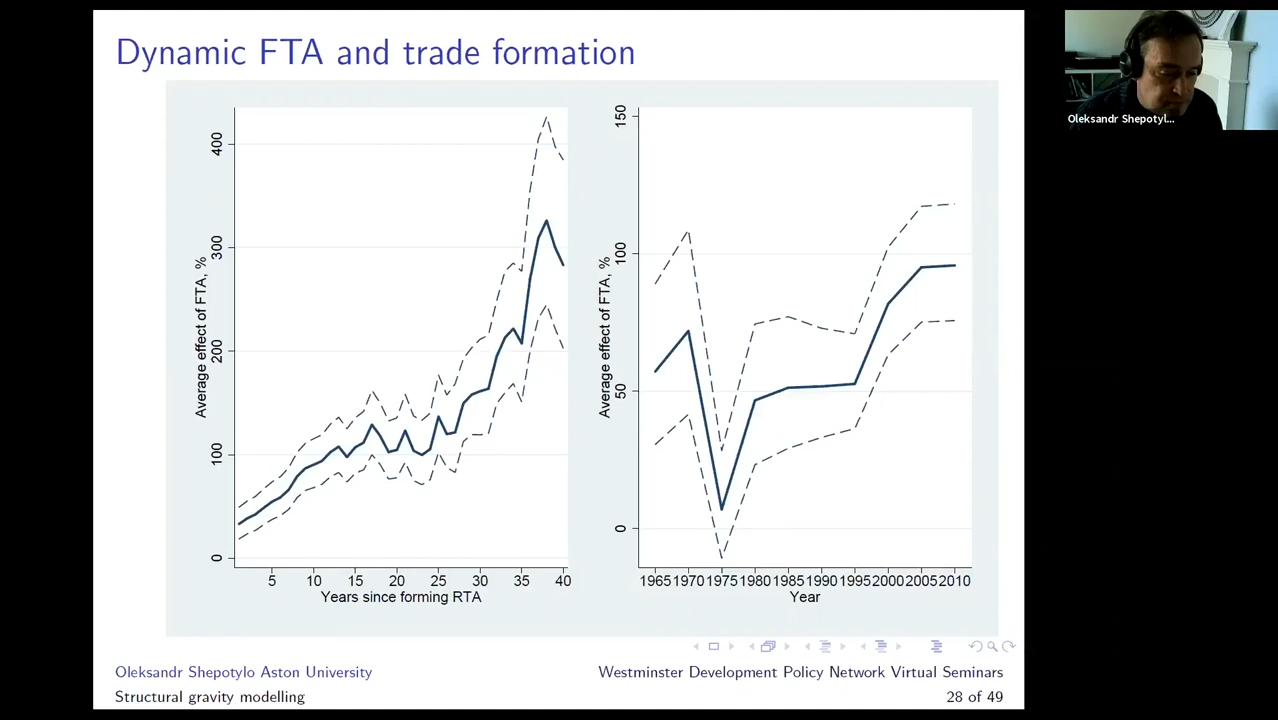 Dynamic FTA and trade formation
Oleksandr Shepotyl...
Average effect of FTA, %
0
100
200
300
400
5 10 15 20 25 30 35 40
Years since forming RTA
Average effect of FTA, %
0
50
100
150
1965 1970 1975 1980 1985 1990 1995 2000 2005 2010
Year
Oleksandr Shepotylo Aston University
Westminster Development Policy Network Virtual Seminars
Structural gravity modelling
28 of 49